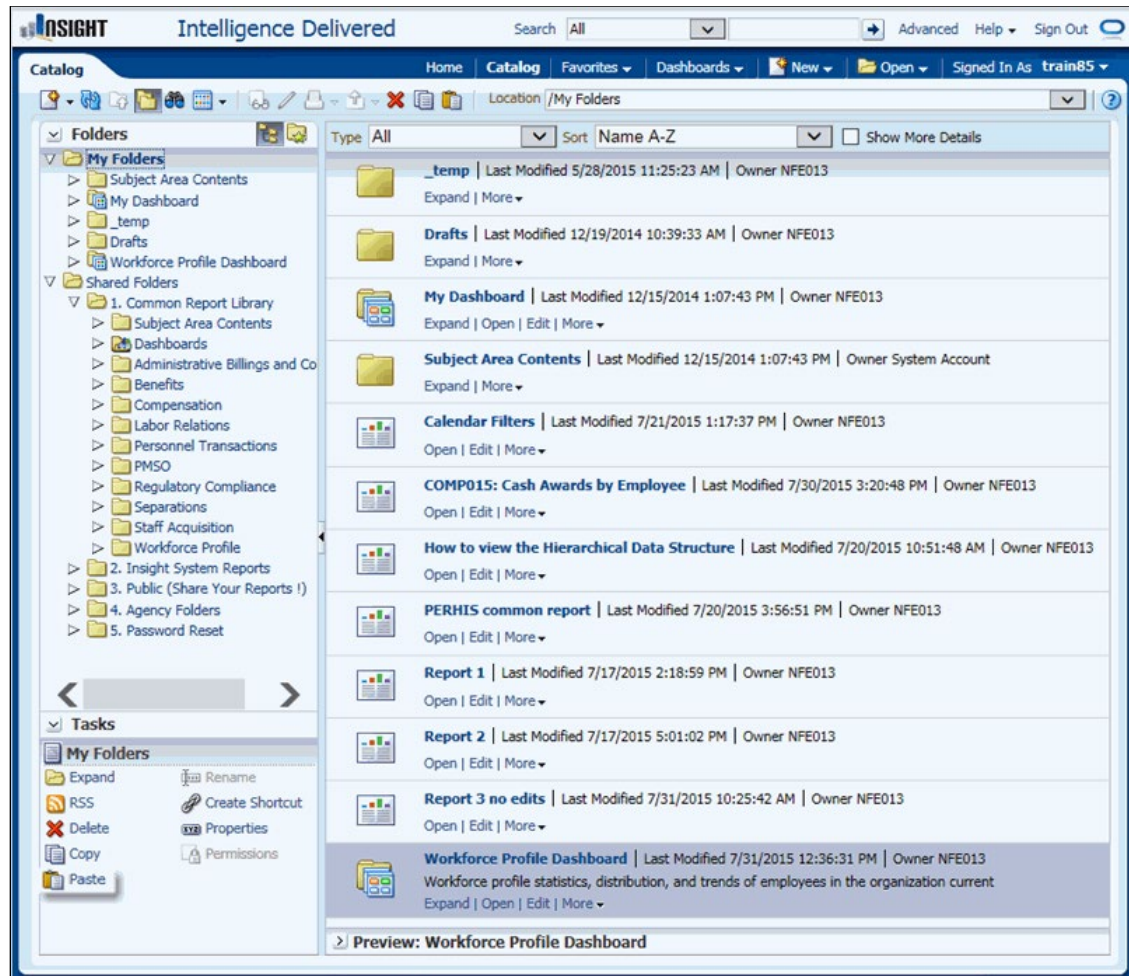 INSIGHT Intelligence Delivered Search All Advanced Help Sign Out
Catalog Home Catalog Favorites Dashboards New Open Signed In As train85
Location /My Folders
Folders
My Folders
Subject Area Contents
My Dashboard
_temp
Drafts
Workforce Profile Dashboard
Shared Folders
1. Common Report Library
Subject Area Contents
Dashboards
Administrative Billings and Co
Benefits
Compensation
Labor Relations
Personnel Transactions
PMSO
Regulatory Compliance
Separations
Staff Acquisition
Workforce Profile
2. Insight System Reports
3. Public (Share Your Reports !)
4. Agency Folders
5. Password Reset
Tasks
My Folders
Expand Rename
RSS Create Shortcut
Delete XYZ Properties
Copy Permissions
Paste
Type All Sort Name A-Z Show More Details
_temp | Last Modified 5/28/2015 11:25:23 AM | Owner NFE013
Expand | More
Drafts | Last Modified 12/19/2014 10:39:33 AM | Owner NFE013
Expand | More
My Dashboard | Last Modified 12/15/2014 1:07:43 PM | Owner NFE013
Expand | Open | Edit | More
Subject Area Contents | Last Modified 12/15/2014 1:07:43 PM | Owner System Account
Expand | More
Calendar Filters | Last Modified 7/21/2015 1:17:37 PM | Owner NFE013
Open | Edit | More
COMP015: Cash Awards by Employee | Last Modified 7/30/2015 3:20:48 PM | Owner NFE013
Open | Edit | More
How to view the Hierarchical Data Structure | Last Modified 7/20/2015 10:51:48 AM | Owner NFE013
Open | Edit | More
PERHIS common report | Last Modified 7/20/2015 3:56:51 PM | Owner NFE013
Open | Edit | More
Report 1 | Last Modified 7/17/2015 2:18:59 PM | Owner NFE013
Open | Edit | More
Report 2 | Last Modified 7/17/2015 5:01:02 PM | Owner NFE013
Open | Edit | More
Report 3 no edits | Last Modified 7/31/2015 10:25:42 AM | Owner NFE013
Open | Edit | More
Workforce Profile Dashboard | Last Modified 7/31/2015 12:36:31 PM | Owner NFE013
Workforce profile statistics, distribution, and trends of employees in the organization current
Expand | Open | Edit | More
Preview: Workforce Profile Dashboard